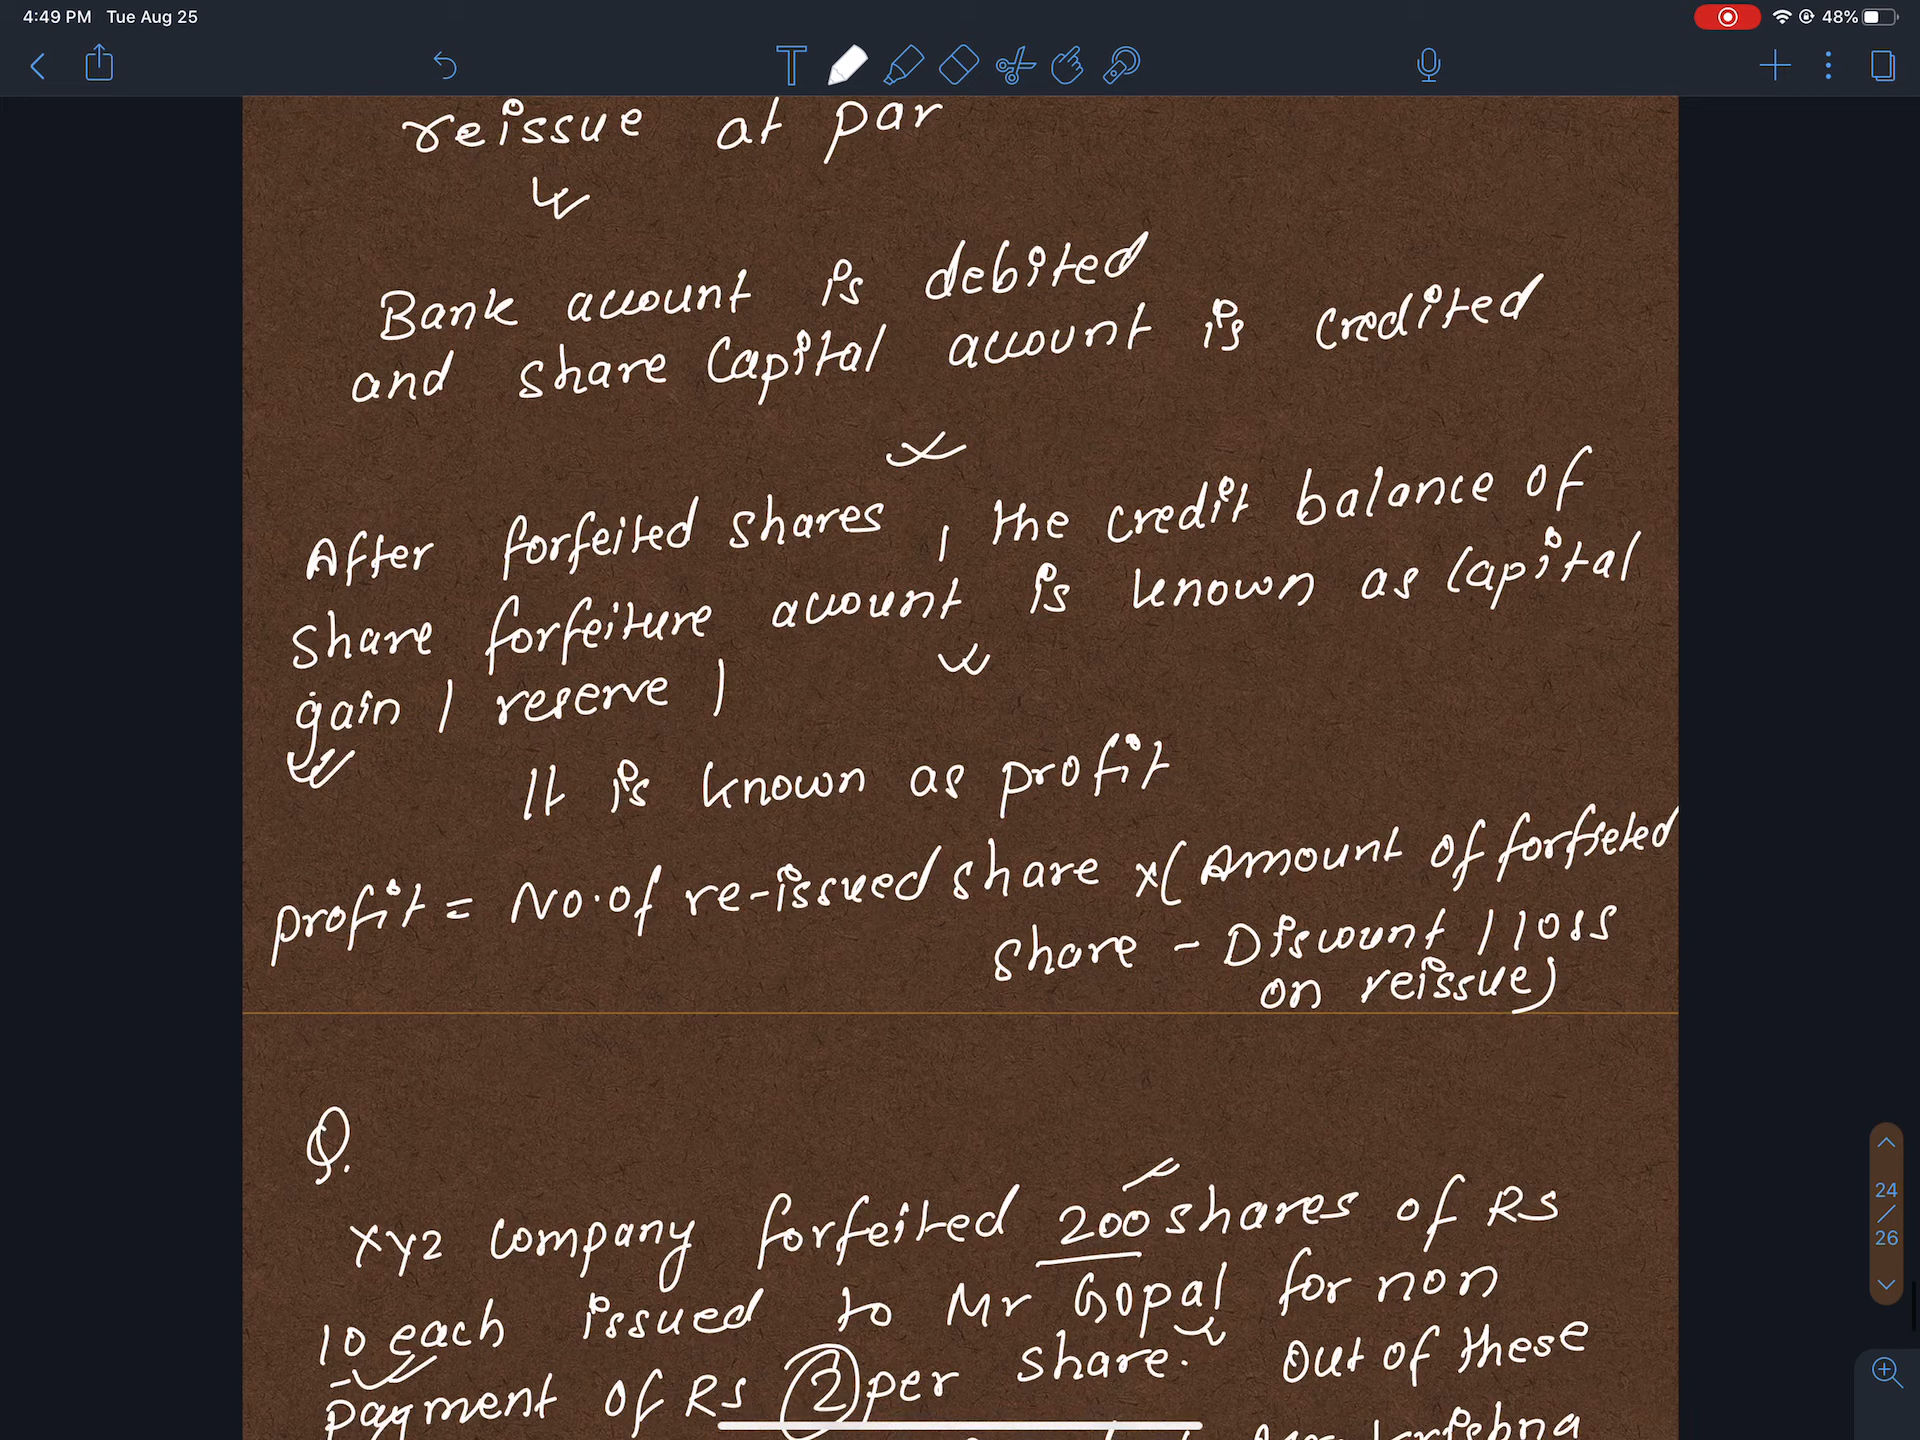 4:49 PM Tue Aug 25
48%
reissue at par
Bank account is debited
and share Capital account is credited
After forfeited shares, the credit balance of
share forfeiture account is known as Capital
gain / reserve /
It is known as profit
profit = No. of re-issued share x( Amount of forfieted
share - Discount / loss
on reissue)
Q.
XYZ company forfeited 200 shares of RS
10 each issued to Mr Gopal for non
payment of Rs 2 per share. Out of these
krishna
24
/
26